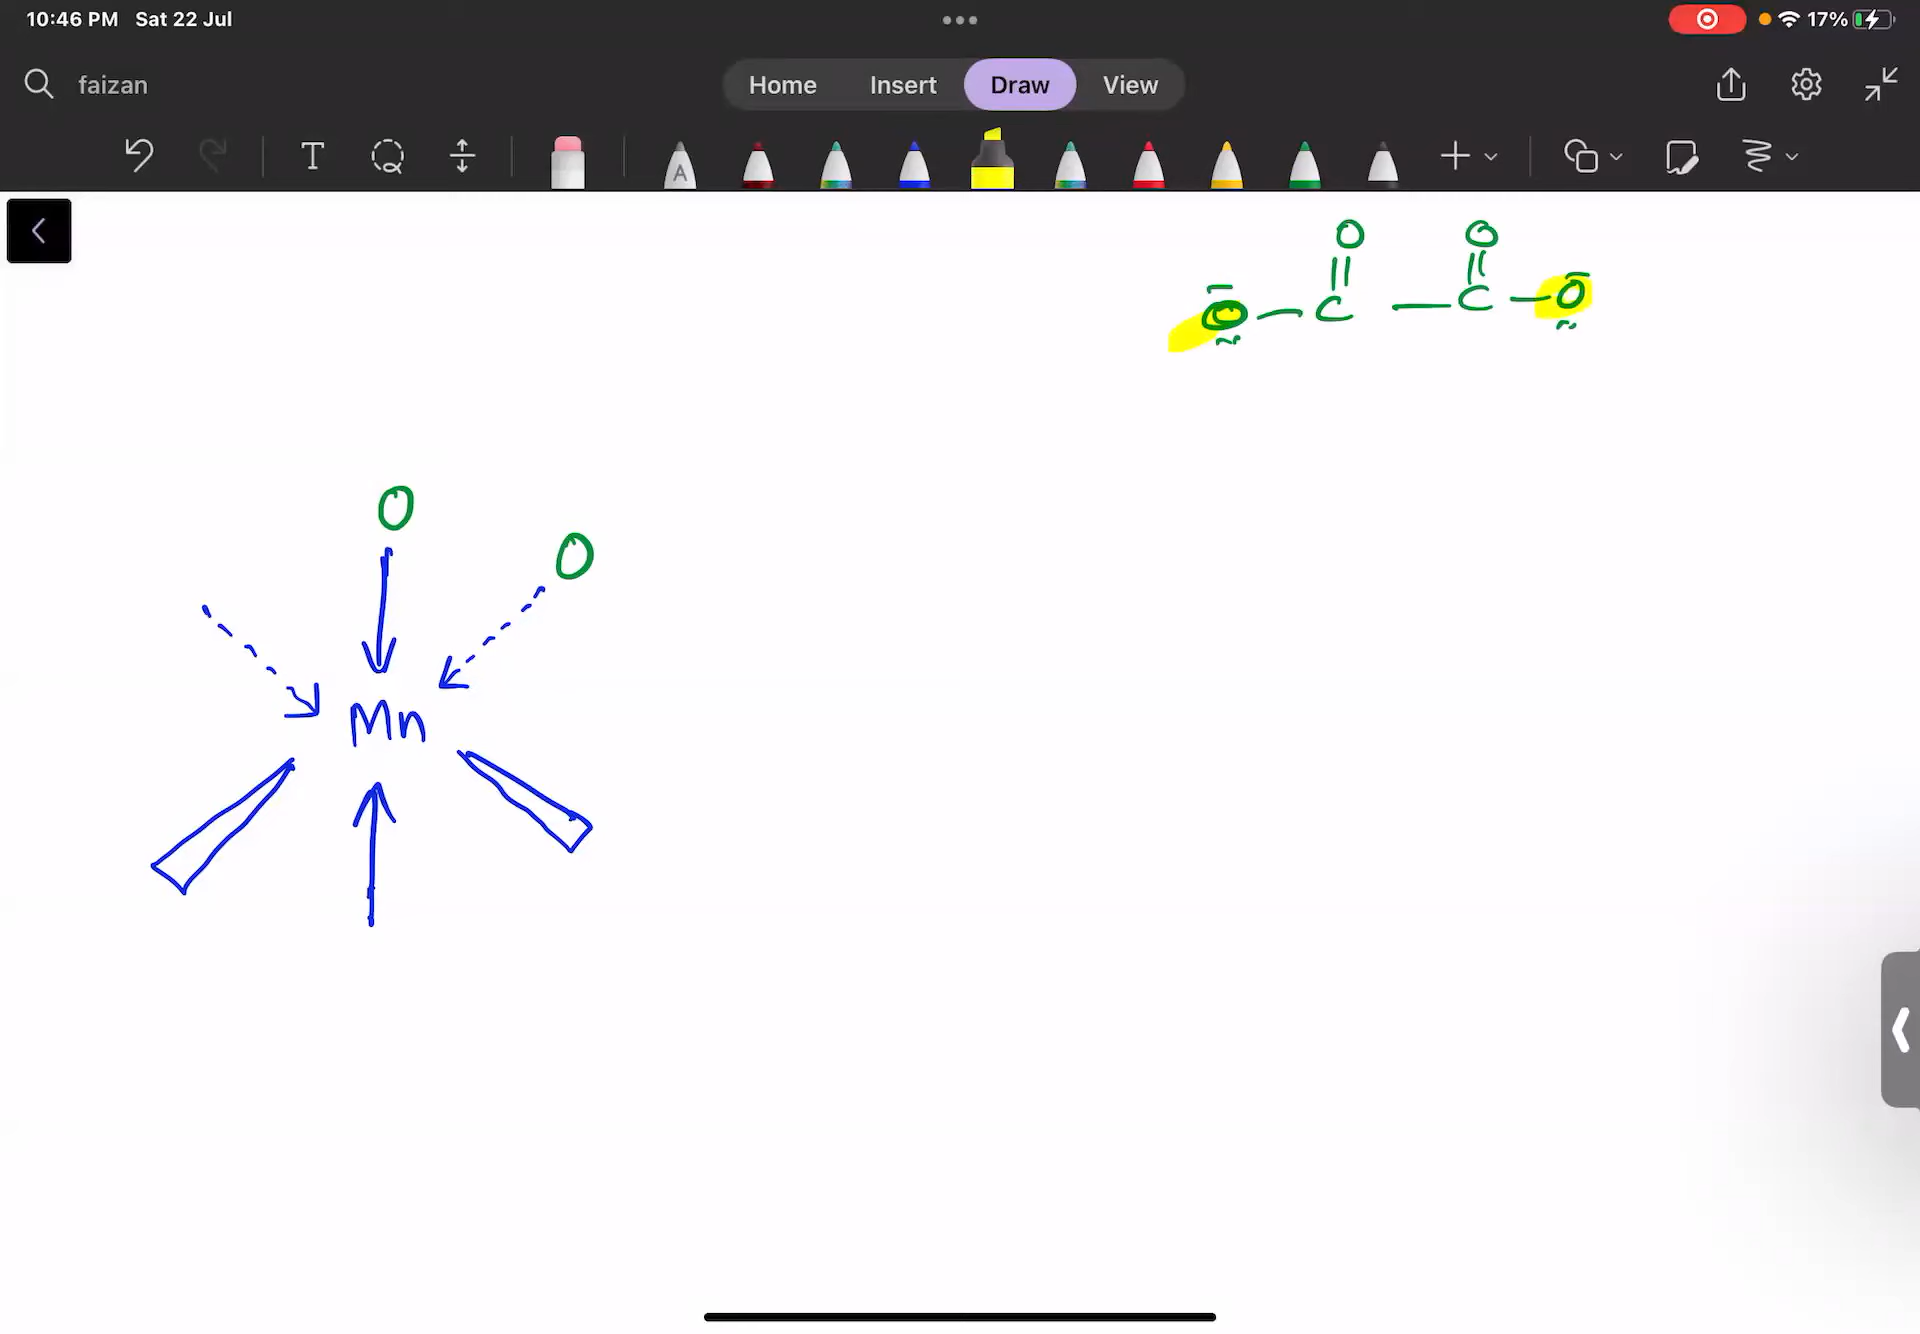 10:46 PM Sat 22 Jul
17%
faizan
Home Insert Draw View
T
A
O O
O — C — C — O
O
O
Mn